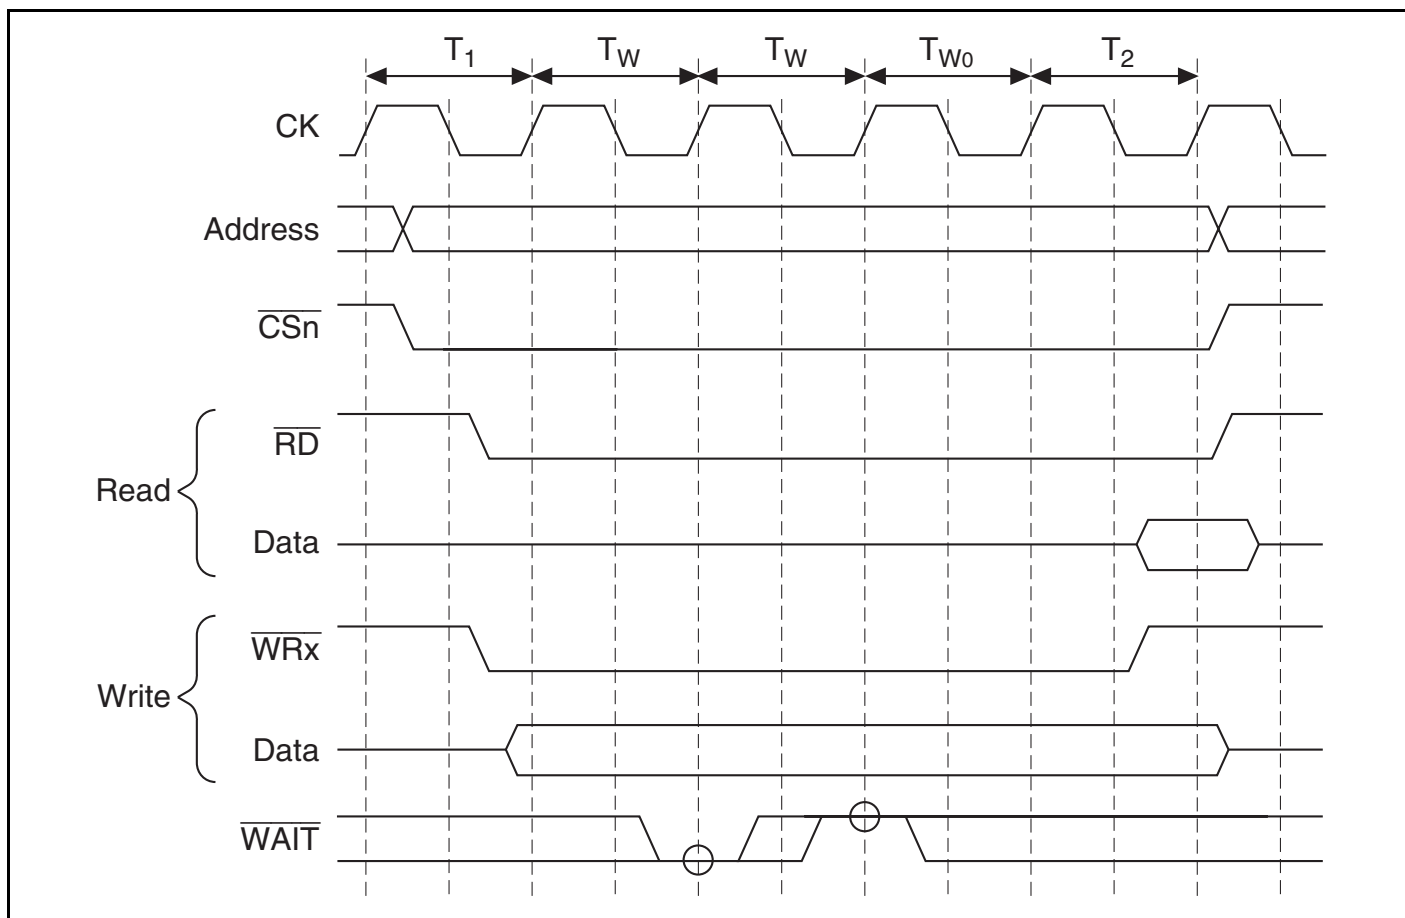 T1 TW TW TW0 T2
CK
Address
CSn
RD
Read
Data
WRx
Write
Data
WAIT